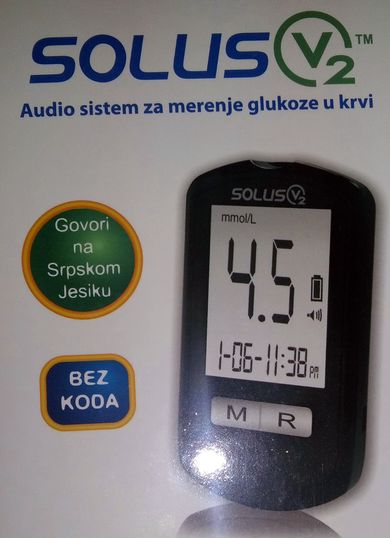 SOLUS V2™
Audio sistem za merenje glukoze u krvi
Govori
na
Srpskom
Jesiku
BEZ
KODA
SOLUS V2
mmol/L
4.5
1-06-11:38 pm
M R